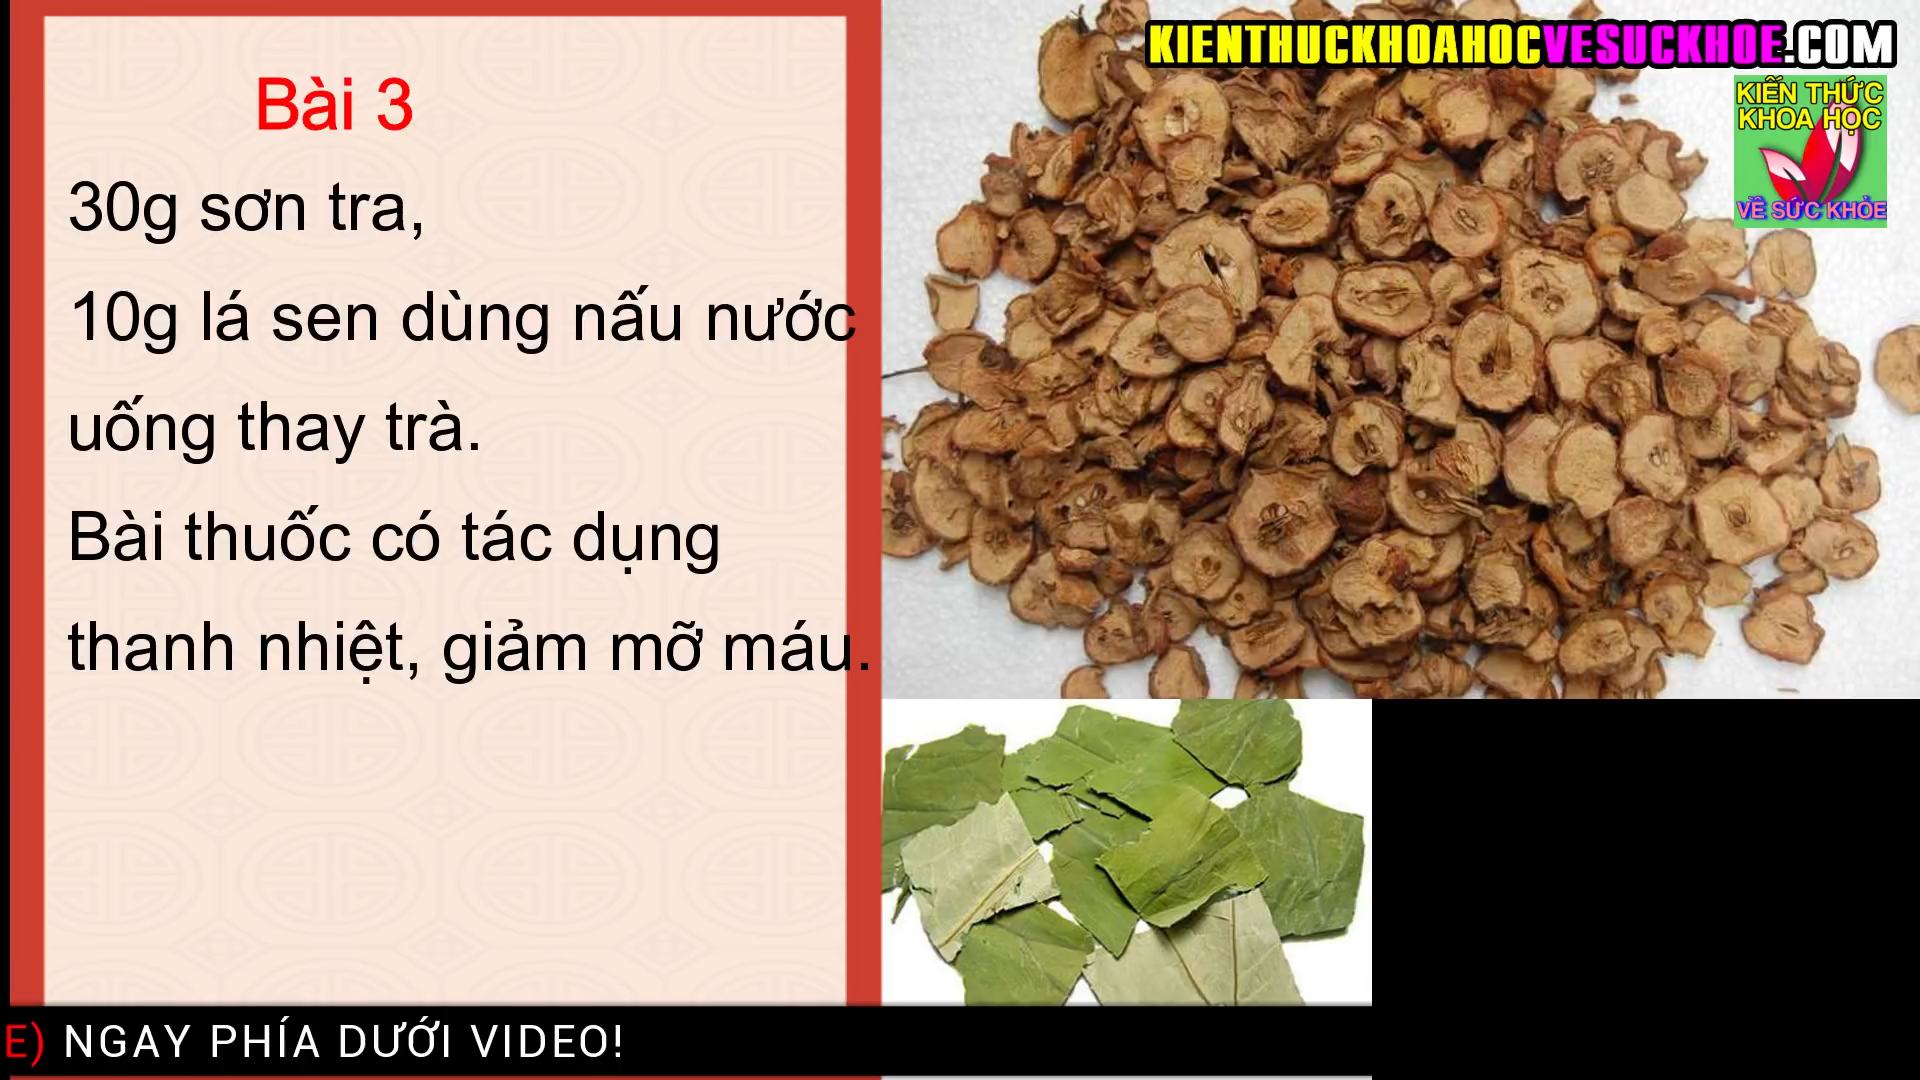 Bài 3
30g sơn tra,
10g lá sen dùng nấu nước
uống thay trà.
Bài thuốc có tác dụng
thanh nhiệt, giảm mỡ máu.
KIENTHUCKHOAHOCVESUCKHOE.COM
KIẾN THỨC
KHOA HỌC
VỀ SỨC KHỎE
E) NGAY PHÍA DƯỚI VIDEO!